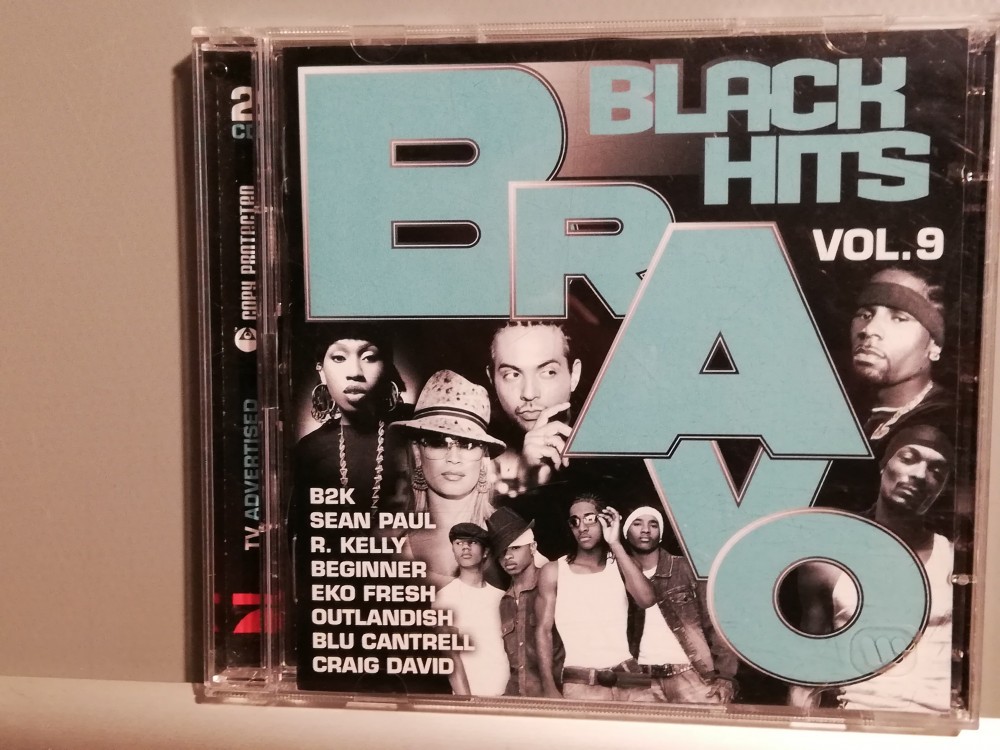 BLACK
HITS
BRAVO
VOL.9
B2K
SEAN PAUL
R. KELLY
BEGINNER
EKO FRESH
OUTLANDISH
BLU CANTRELL
CRAIG DAVID
2
CD
COPY PROTECTED
TV ADVERTISED
7